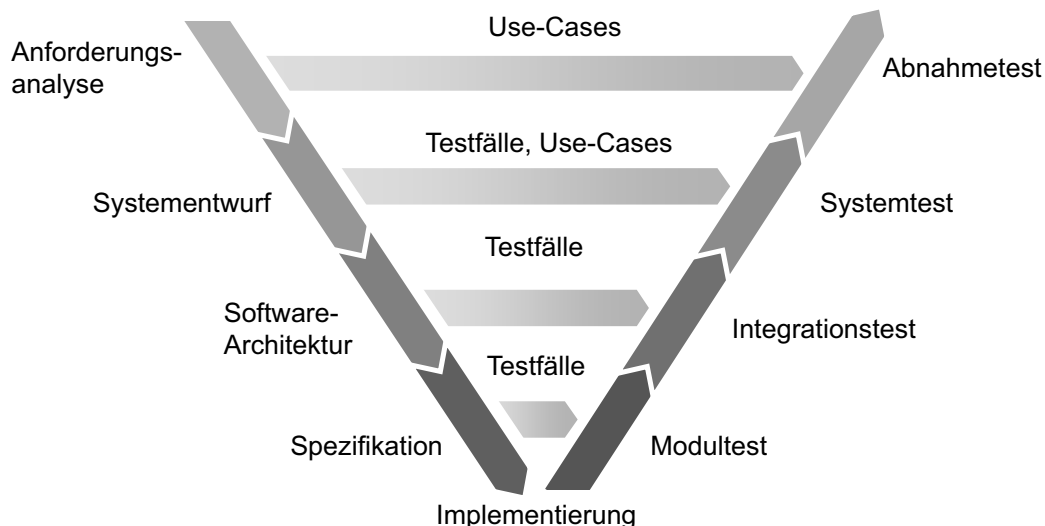 Use-Cases
Anforderungs-
analyse
Abnahmetest
Testfälle, Use-Cases
Systementwurf
Systemtest
Testfälle
Software-
Architektur
Integrationstest
Testfälle
Spezifikation
Modultest
Implementierung